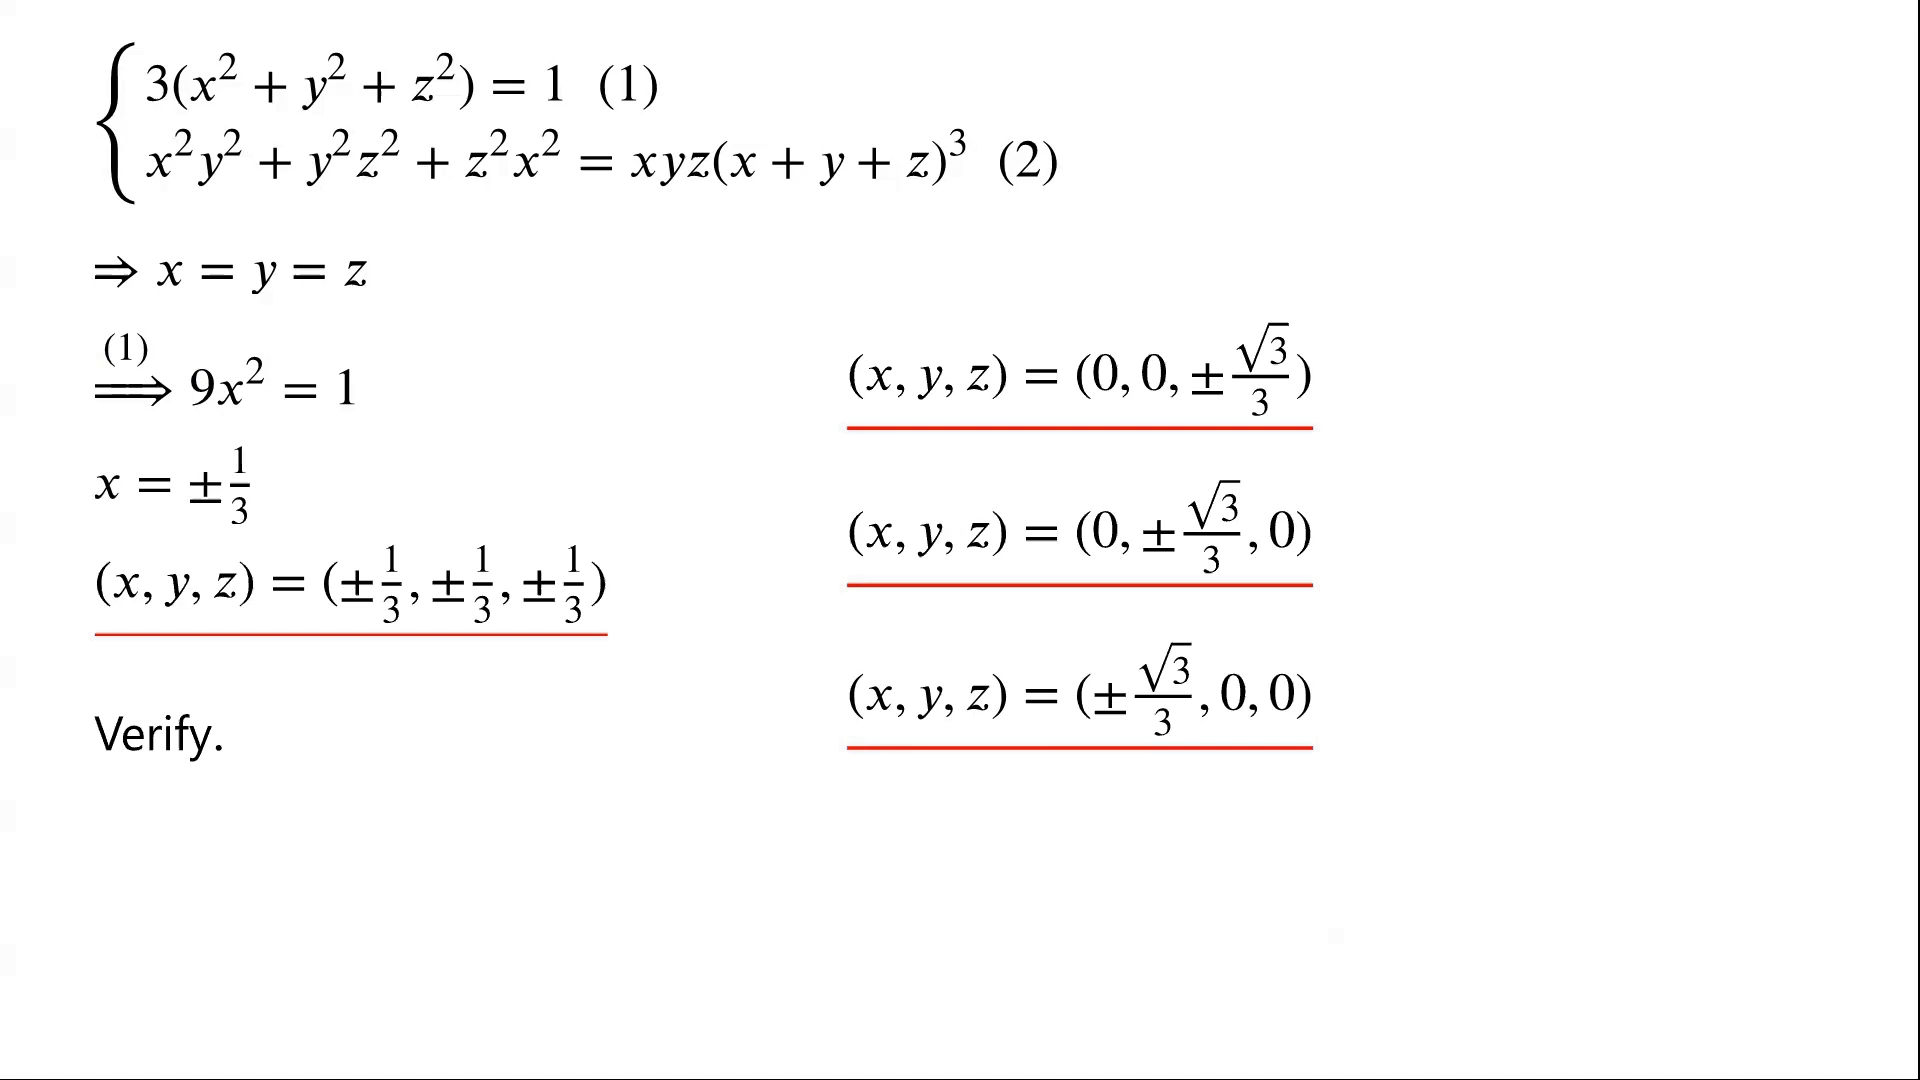 3(x² + y² + z²) = 1 (1)
x²y² + y²z² + z²x² = xyz(x + y + z)³ (2)
⇒ x = y = z
(1)
⟹ 9x² = 1
x = ±1/3
(x, y, z) = (±1/3, ±1/3, ±1/3)
Verify.
(x, y, z) = (0, 0, ±√3/3)
(x, y, z) = (0, ±√3/3, 0)
(x, y, z) = (±√3/3, 0, 0)